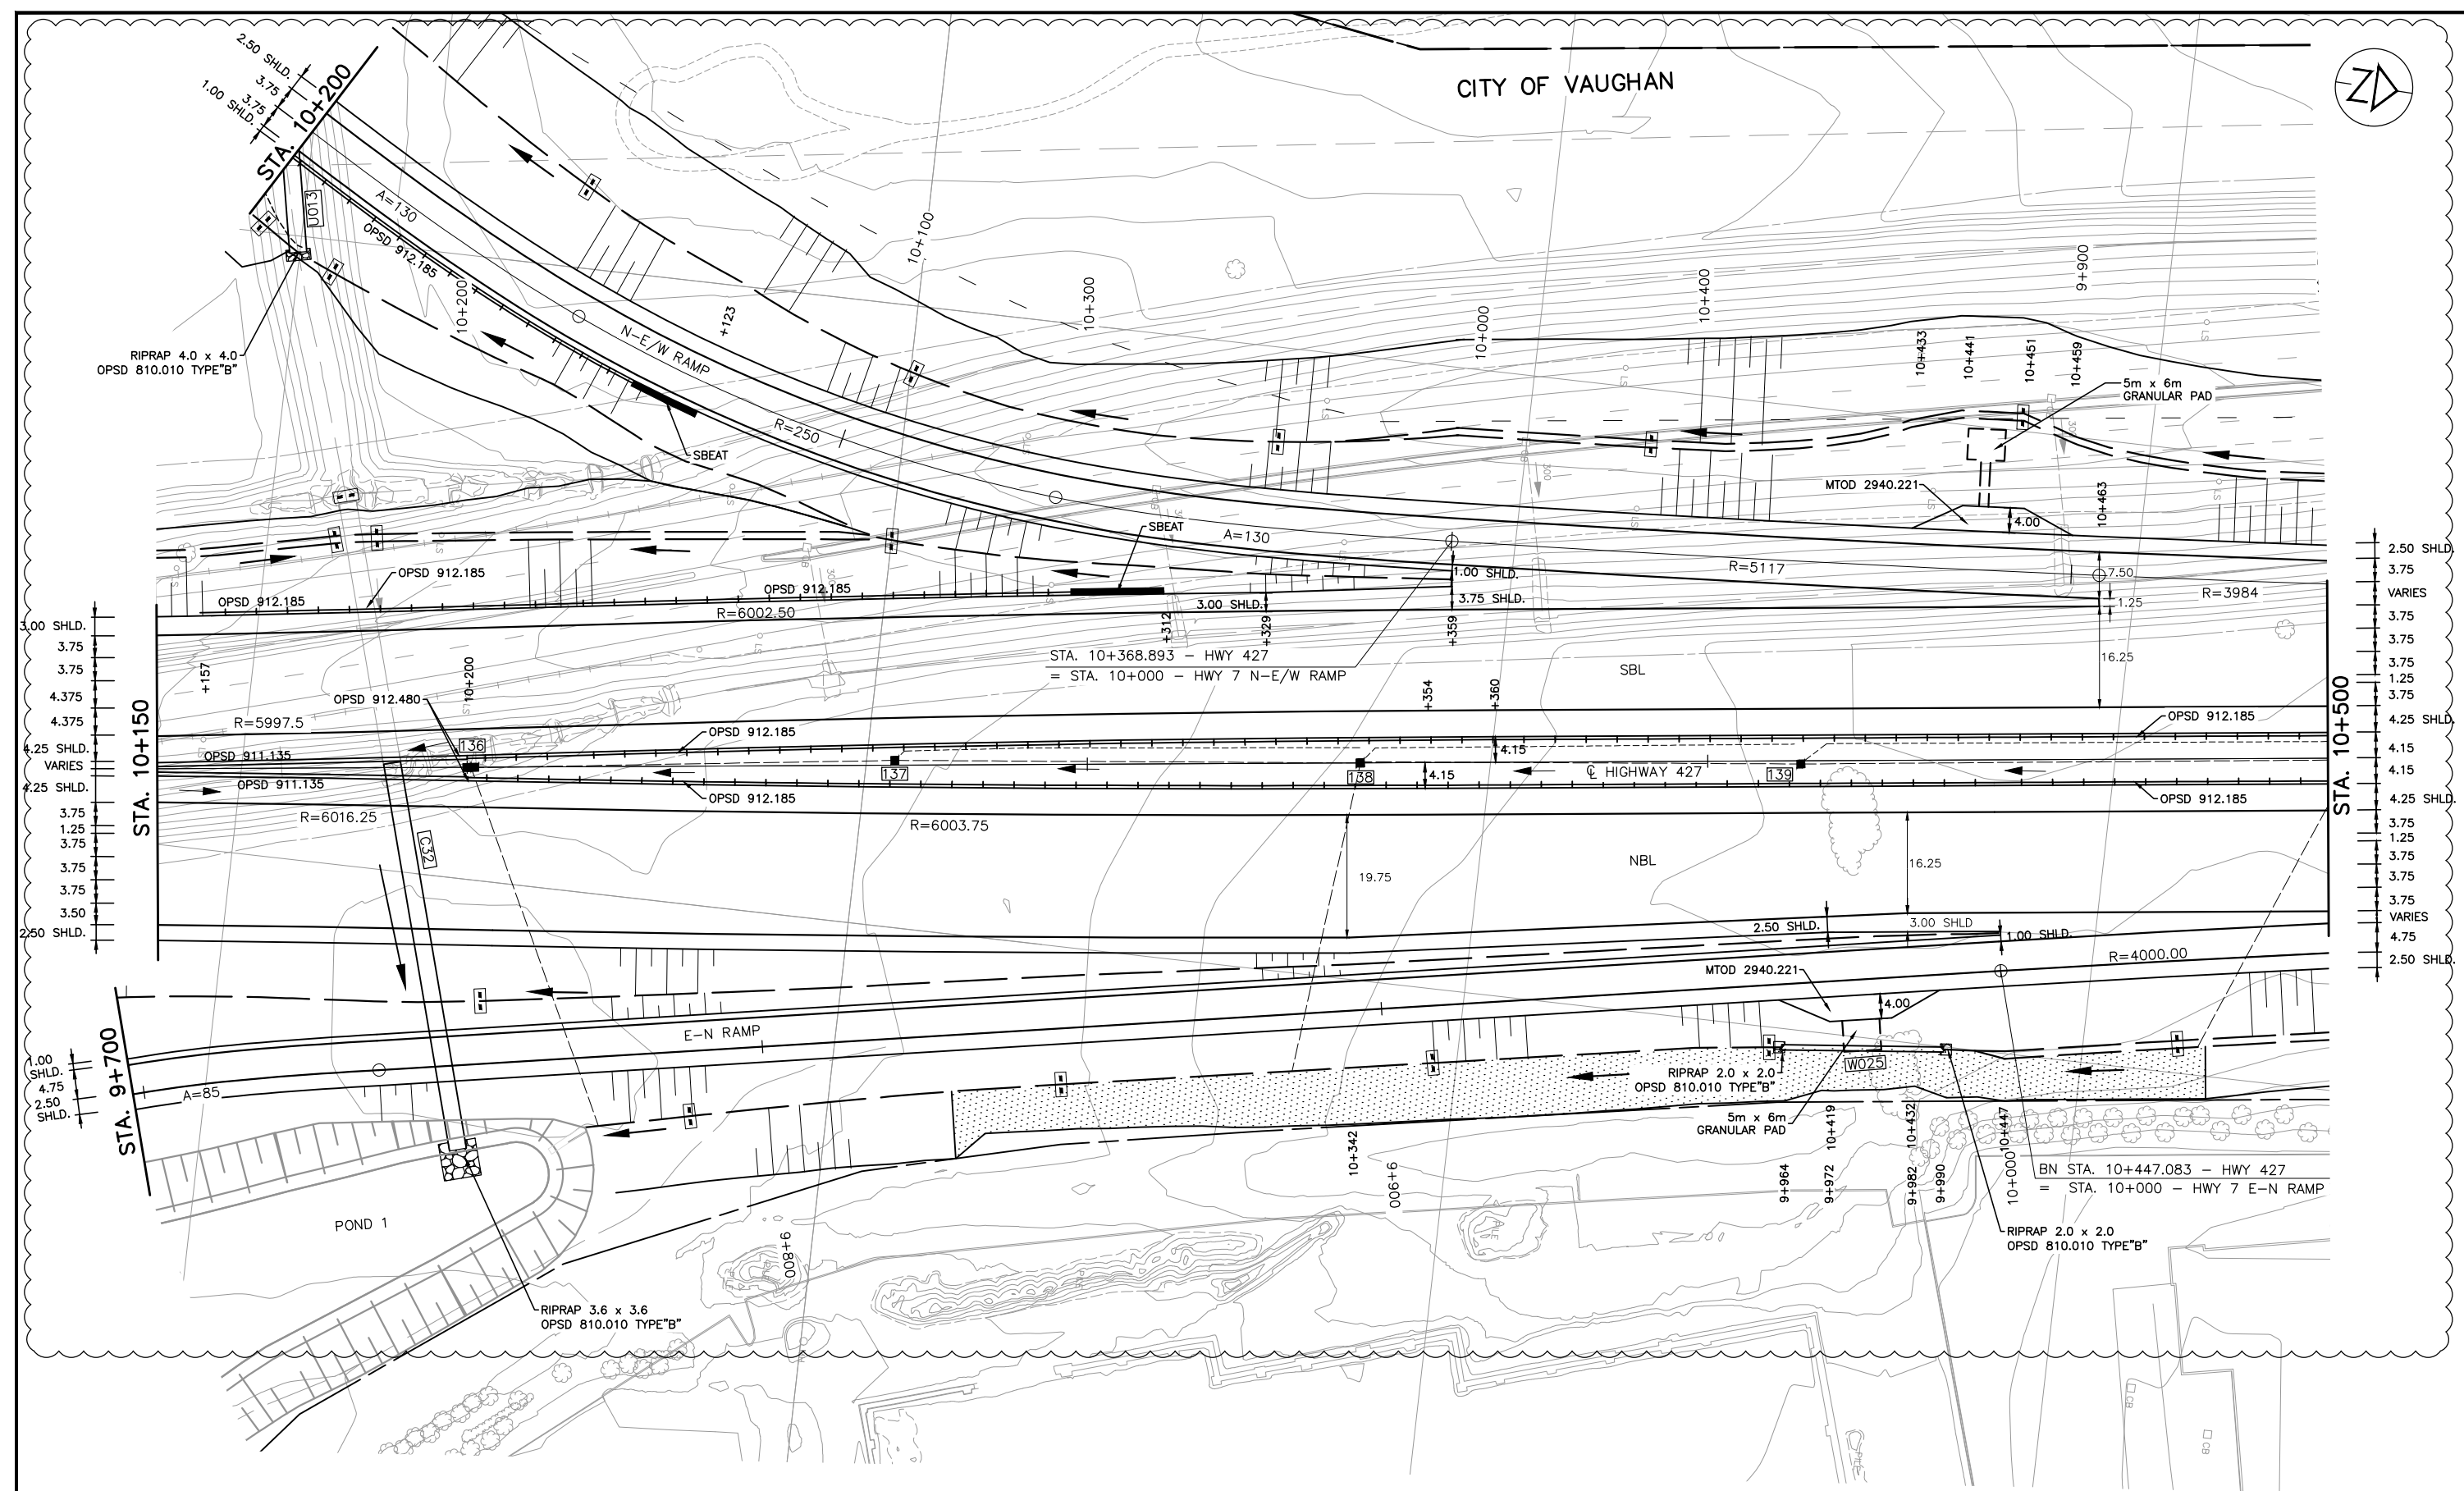 CITY OF VAUGHAN
2.50 SHLD.
3.75
3.75
1.00 SHLD.
STA. 10+200
U013
A=130
OPSD 912.185
RIPRAP 4.0 x 4.0
OPSD 810.010 TYPE"B"
10+200
N-E/W RAMP
+123
10+100
10+300
10+000
10+400
9+900
10+433
10+441
10+451
10+459
5m x 6m
GRANULAR PAD
R=250
SBEAT
MTOD 2940.221
10+463
4.00
SBEAT
A=130
OPSD 912.185
OPSD 912.185
OPSD 912.185
1.00 SHLD.
R=5117
7.50
R=3984
1.25
3.75 SHLD.
3.00 SHLD.
R=6002.50
+312
+329
+359
STA. 10+368.893 - HWY 427
= STA. 10+000 - HWY 7 N-E/W RAMP
SBL
16.25
+157
10+200
OPSD 912.480
+354
+360
STA. 10+150
3.00 SHLD.
3.75
3.75
4.375
4.375
4.25 SHLD.
VARIES
4.25 SHLD.
3.75
1.25
3.75
3.75
3.75
3.50
2.50 SHLD.
R=5997.5
OPSD 911.135
136
OPSD 912.185
4.15
OPSD 912.185
137
138
4.15
℄ HIGHWAY 427
139
OPSD 911.135
OPSD 912.185
OPSD 912.185
R=6016.25
C32
R=6003.75
NBL
19.75
16.25
STA. 10+500
2.50 SHLD.
3.75
VARIES
3.75
3.75
3.75
1.25
3.75
4.25 SHLD.
4.15
4.15
4.25 SHLD.
3.75
1.25
3.75
3.75
3.75
VARIES
4.75
2.50 SHLD.
2.50 SHLD.
3.00 SHLD
1.00 SHLD.
R=4000.00
MTOD 2940.221
4.00
E-N RAMP
STA. 9+700
1.00
SHLD.
4.75
2.50
SHLD.
A=85
RIPRAP 2.0 x 2.0
OPSD 810.010 TYPE"B"
W025
5m x 6m
GRANULAR PAD
10+342
10+419
10+432
10+447
9+800
9+900
9+964
9+972
9+982
9+990
10+000
BN STA. 10+447.083 - HWY 427
= STA. 10+000 - HWY 7 E-N RAMP
RIPRAP 2.0 x 2.0
OPSD 810.010 TYPE"B"
POND 1
RIPRAP 3.6 x 3.6
OPSD 810.010 TYPE"B"
CB
CB